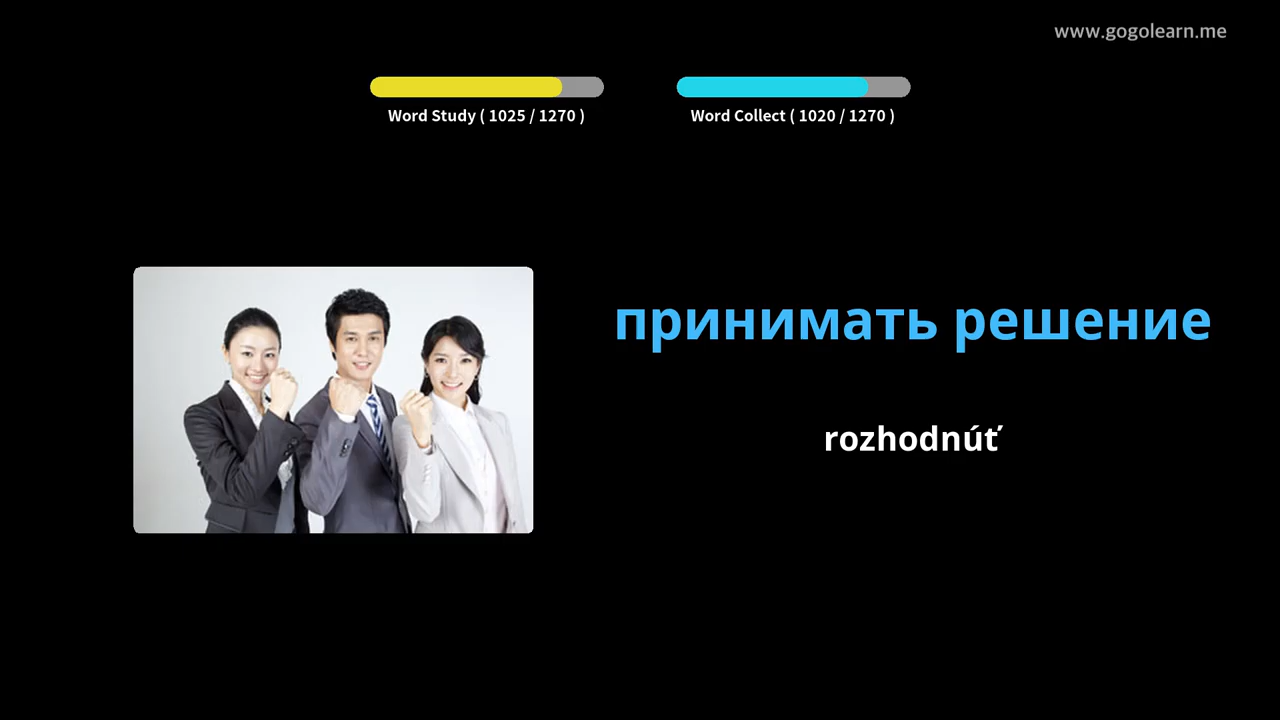 www.gogolearn.me
Word Study ( 1025 / 1270 )
Word Collect ( 1020 / 1270 )
принимать решение
rozhodnúť